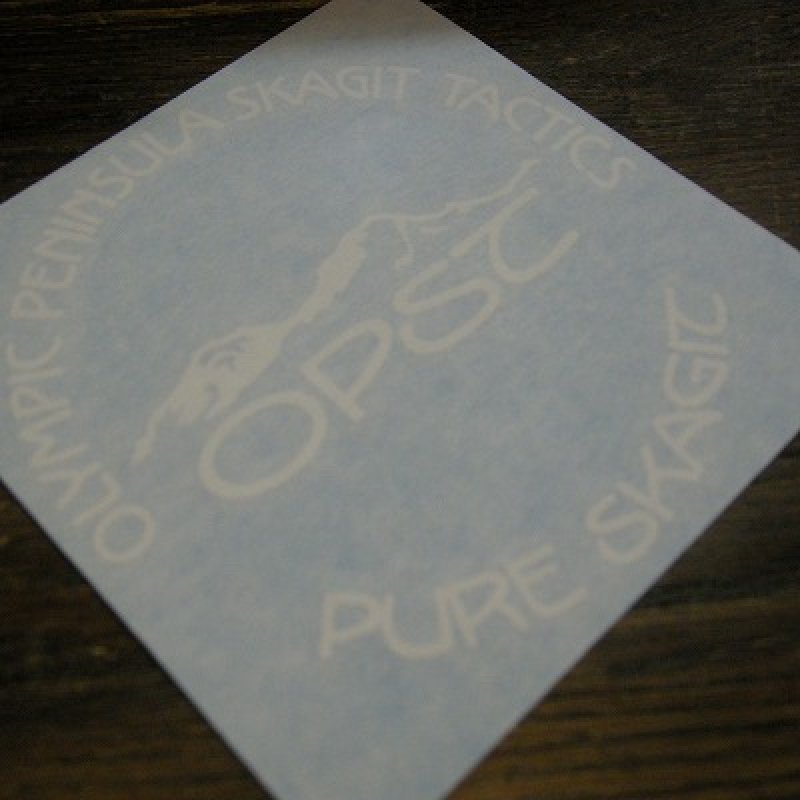 OLYMPIC PENINSULA SKAGIT TACTICS
OPST
PURE SKAGIT